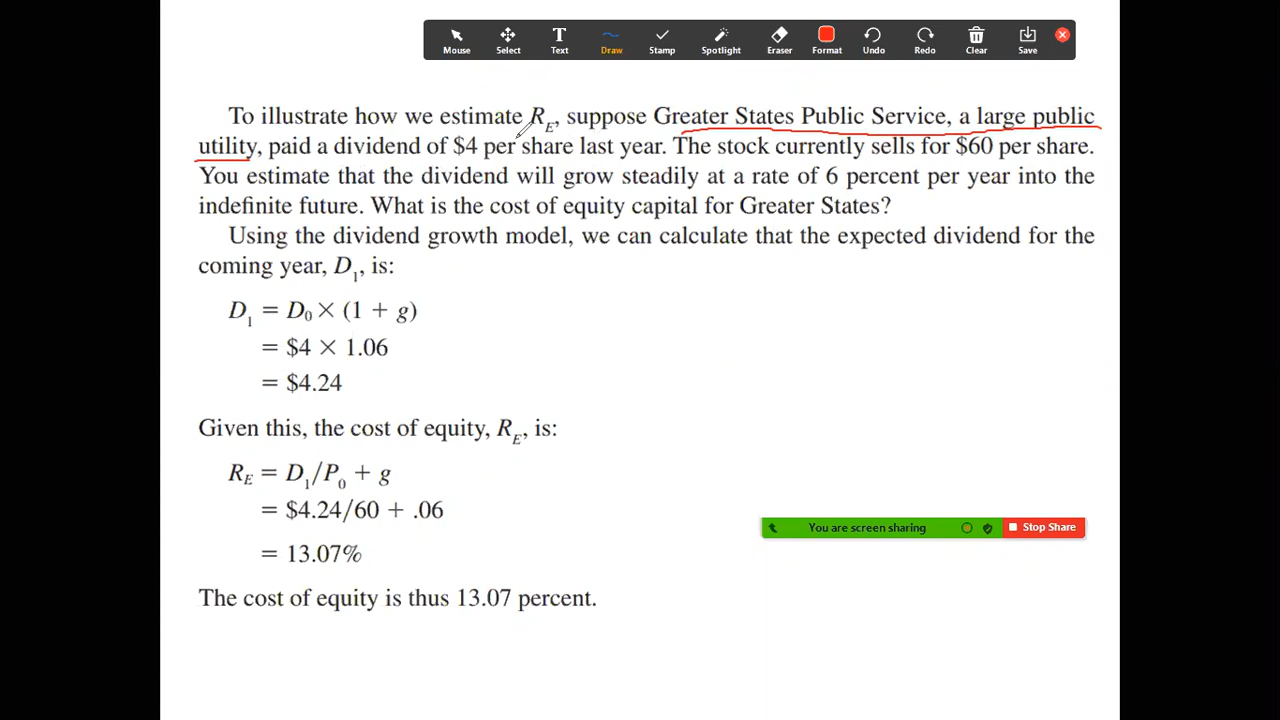 Mouse Select Text Draw Stamp Spotlight Eraser Format Undo Redo Clear Save
To illustrate how we estimate R_E, suppose Greater States Public Service, a large public
utility, paid a dividend of $4 per share last year. The stock currently sells for $60 per share.
You estimate that the dividend will grow steadily at a rate of 6 percent per year into the
indefinite future. What is the cost of equity capital for Greater States?
Using the dividend growth model, we can calculate that the expected dividend for the
coming year, D₁, is:
D₁ = D₀ × (1 + g)
= $4 × 1.06
= $4.24
Given this, the cost of equity, R_E, is:
R_E = D₁/P₀ + g
= $4.24/60 + .06
You are screen sharing Stop Share
= 13.07%
The cost of equity is thus 13.07 percent.